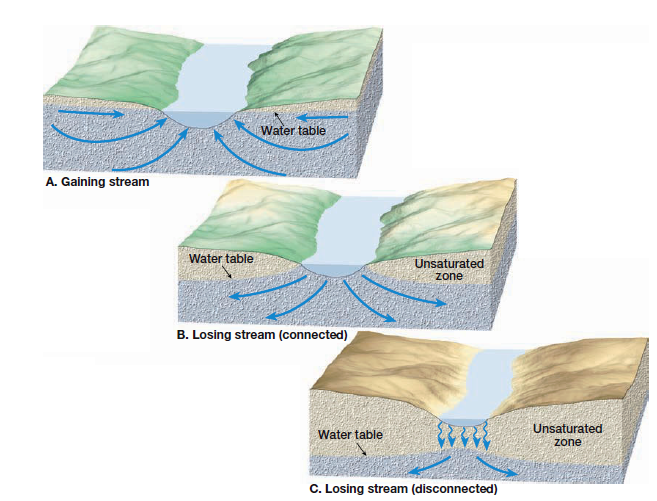 Water table
A. Gaining stream
Water table
Unsaturated
zone
B. Losing stream (connected)
Water table
Unsaturated
zone
C. Losing stream (disconnected)